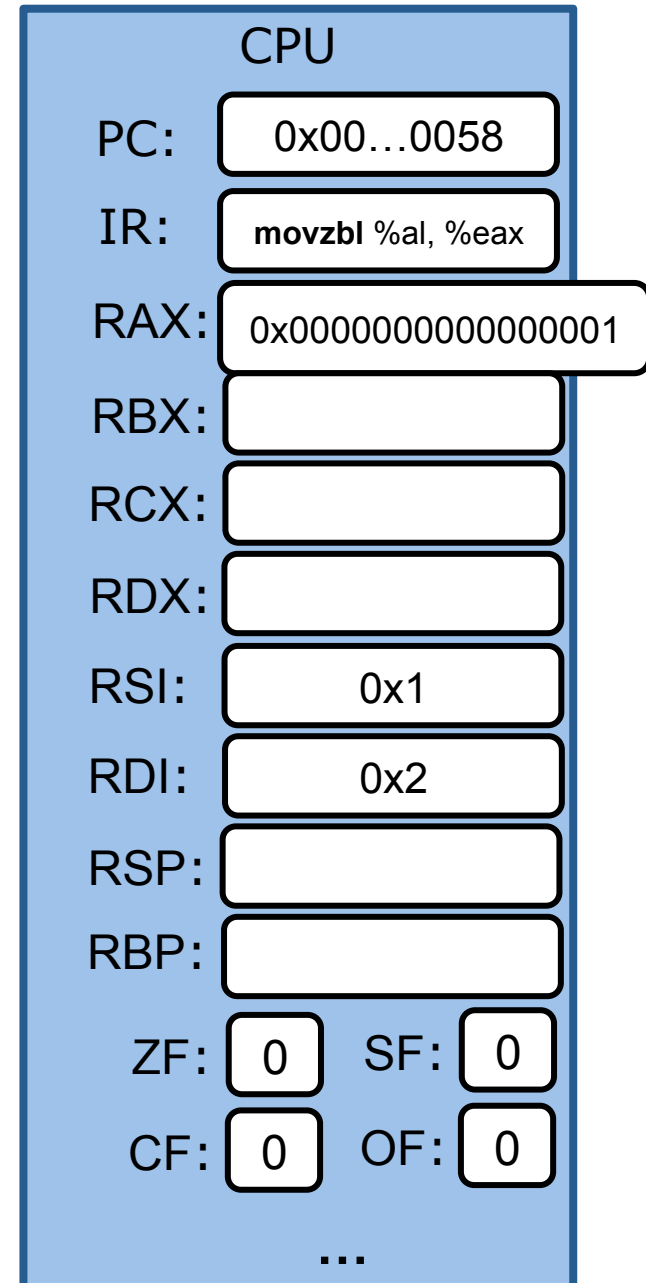 CPU
PC: 0x00…0058
IR: movzbl %al, %eax
RAX: 0x0000000000000001
RBX:
RCX:
RDX:
RSI: 0x1
RDI: 0x2
RSP:
RBP:
ZF: 0 SF: 0
CF: 0 OF: 0
…